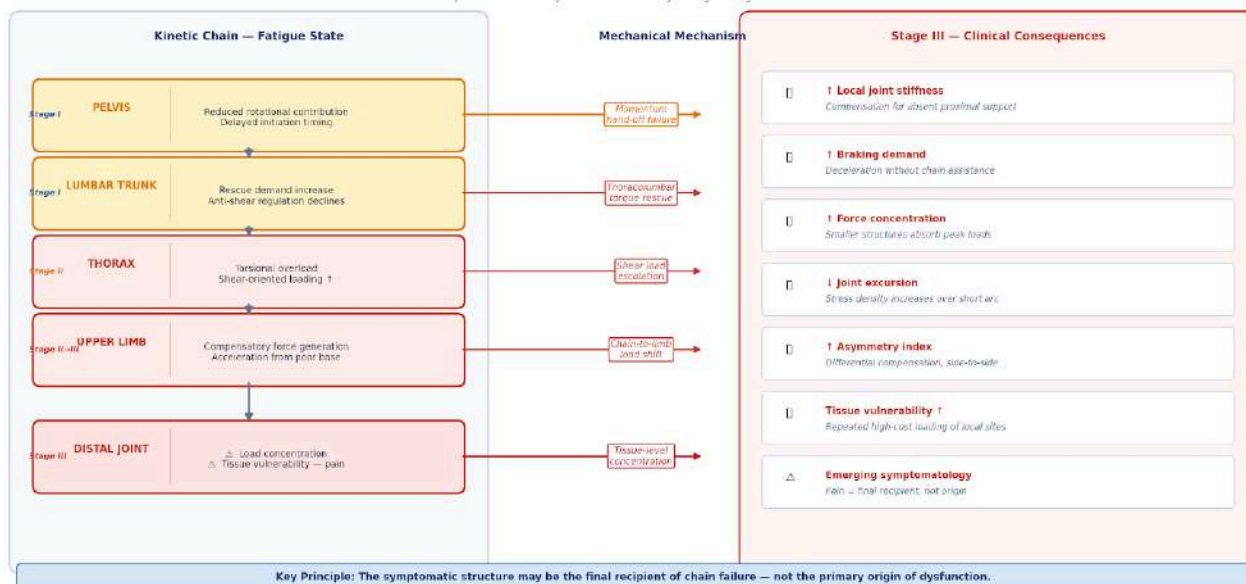 Kinetic Chain — Fatigue State
Mechanical Mechanism
Stage III — Clinical Consequences
Stage I
PELVIS
Reduced rotational contribution
Delayed initiation timing
Momentum
hand-off failure
Stage I
LUMBAR TRUNK
Rescue demand increase
Anti-shear regulation declines
Thoracolumbar
torque rescue
Stage II
THORAX
Torsional overload
Shear-oriented loading ↑
Shear load
escalation
Stage II→III
UPPER LIMB
Compensatory force generation
Acceleration from poor base
Chain-to-limb
load shift
Stage III
DISTAL JOINT
⚠ Load concentration
⚠ Tissue vulnerability — pain
Tissue-level
concentration
↑ Local joint stiffness
Compensation for absent proximal support
↑ Braking demand
Deceleration without chain assistance
↑ Force concentration
Smaller structures absorb peak loads
↓ Joint excursion
Stress density increases over short arc
↑ Asymmetry index
Differential compensation, side-to-side
Tissue vulnerability ↑
Repeated high-cost loading of local sites
⚠ Emerging symptomatology
Pain = final recipient, not origin
Key Principle: The symptomatic structure may be the final recipient of chain failure — not the primary origin of dysfunction.